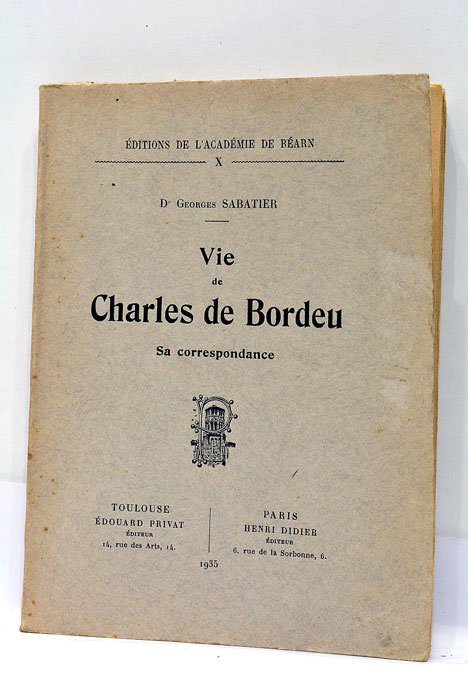 ÉDITIONS DE L'ACADÉMIE DE BÉARN
X
Dr Georges SABATIER
Vie
de
Charles de Bordeu
Sa correspondance
TOULOUSE
ÉDOUARD PRIVAT
ÉDITEUR
14, rue des Arts, 14.
PARIS
HENRI DIDIER
ÉDITEUR
6, rue de la Sorbonne, 6.
1935